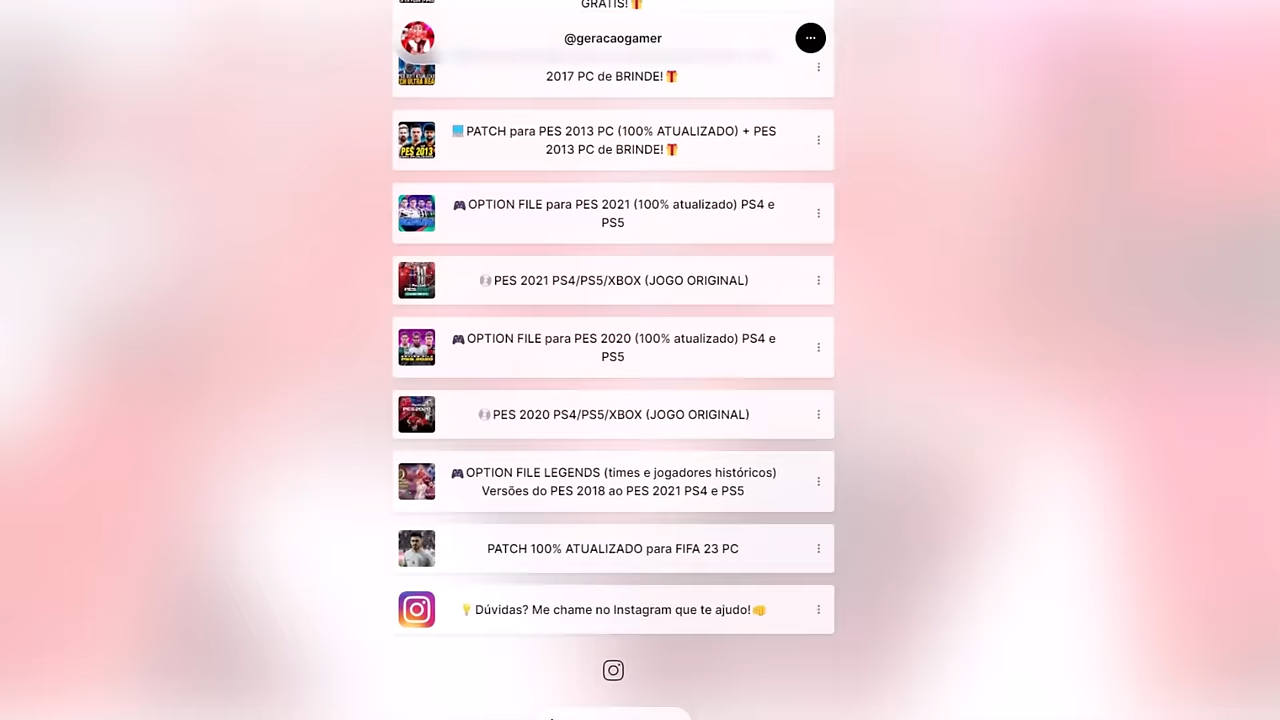 GRÁTIS!🎁
@geracaogamer
2017 PC de BRINDE!🎁
PATCH para PES 2013 PC (100% ATUALIZADO) + PES
2013 PC de BRINDE!🎁
PES 2013
🎮OPTION FILE para PES 2021 (100% atualizado) PS4 e
PS5
PES 2021 PS4/PS5/XBOX (JOGO ORIGINAL)
🎮OPTION FILE para PES 2020 (100% atualizado) PS4 e
PS5
PES 2020 PS4/PS5/XBOX (JOGO ORIGINAL)
🎮OPTION FILE LEGENDS (times e jogadores históricos)
Versões do PES 2018 ao PES 2021 PS4 e PS5
PATCH 100% ATUALIZADO para FIFA 23 PC
💡Dúvidas? Me chame no Instagram que te ajudo!👊